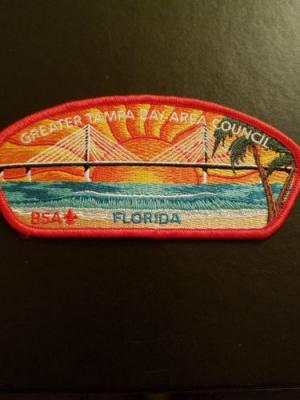 GREATER TAMPA BAY AREA COUNCIL
BSA FLORIDA